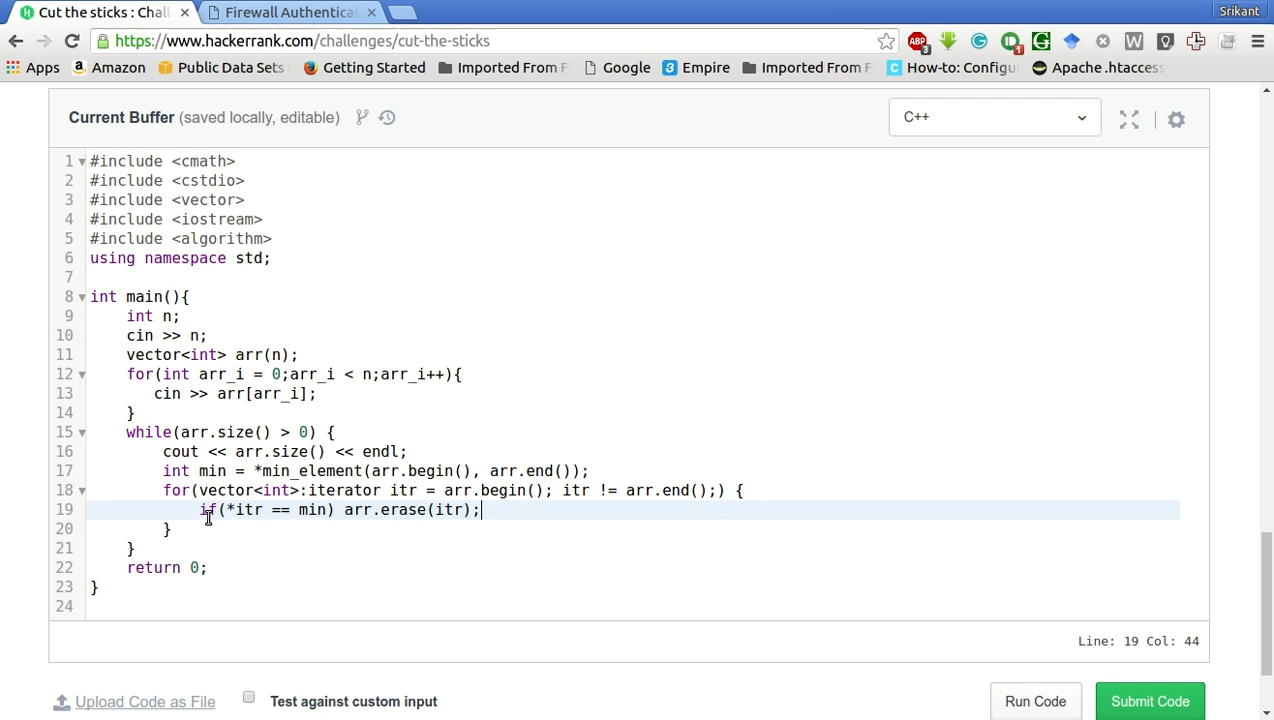 Cut the sticks : Chall
Firewall Authenticat
Srikant
https://www.hackerrank.com/challenges/cut-the-sticks
Apps Amazon Public Data Sets Getting Started Imported From F Google Empire Imported From F How-to: Configu Apache .htaccess
Current Buffer (saved locally, editable)
C++
1 #include <cmath>
2 #include <cstdio>
3 #include <vector>
4 #include <iostream>
5 #include <algorithm>
6 using namespace std;
7
8 int main(){
9 int n;
10 cin >> n;
11 vector<int> arr(n);
12 for(int arr_i = 0;arr_i < n;arr_i++){
13 cin >> arr[arr_i];
14 }
15 while(arr.size() > 0) {
16 cout << arr.size() << endl;
17 int min = *min_element(arr.begin(), arr.end());
18 for(vector<int>:iterator itr = arr.begin(); itr != arr.end();) {
19 if(*itr == min) arr.erase(itr);
20 }
21 }
22 return 0;
23 }
24
Line: 19 Col: 44
Upload Code as File
Test against custom input
Run Code
Submit Code